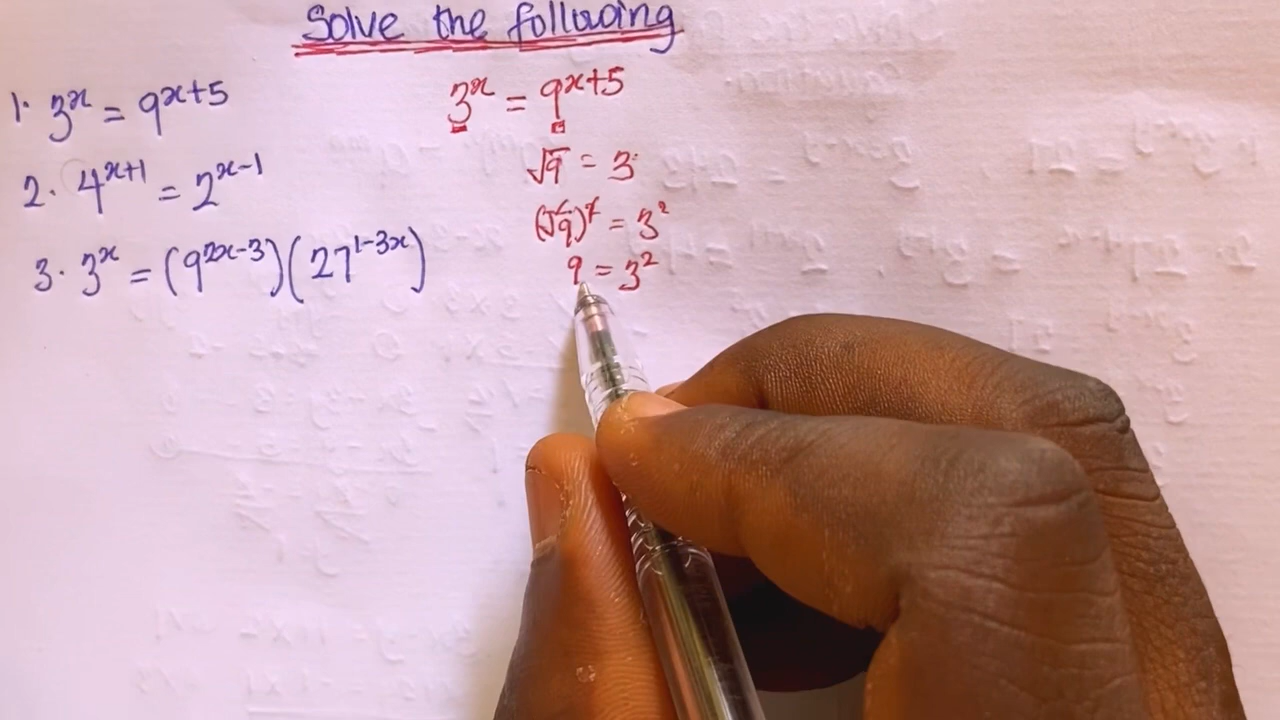 Solve the following
1. 3^x = 9^x+5
2. 4^x+1 = 2^x-1
3. 3^x = (9^2x-3)(27^1-3x)
3^x = 9^x+5
√9 = 3
(√9)^2 = 3^2
9 = 3^2